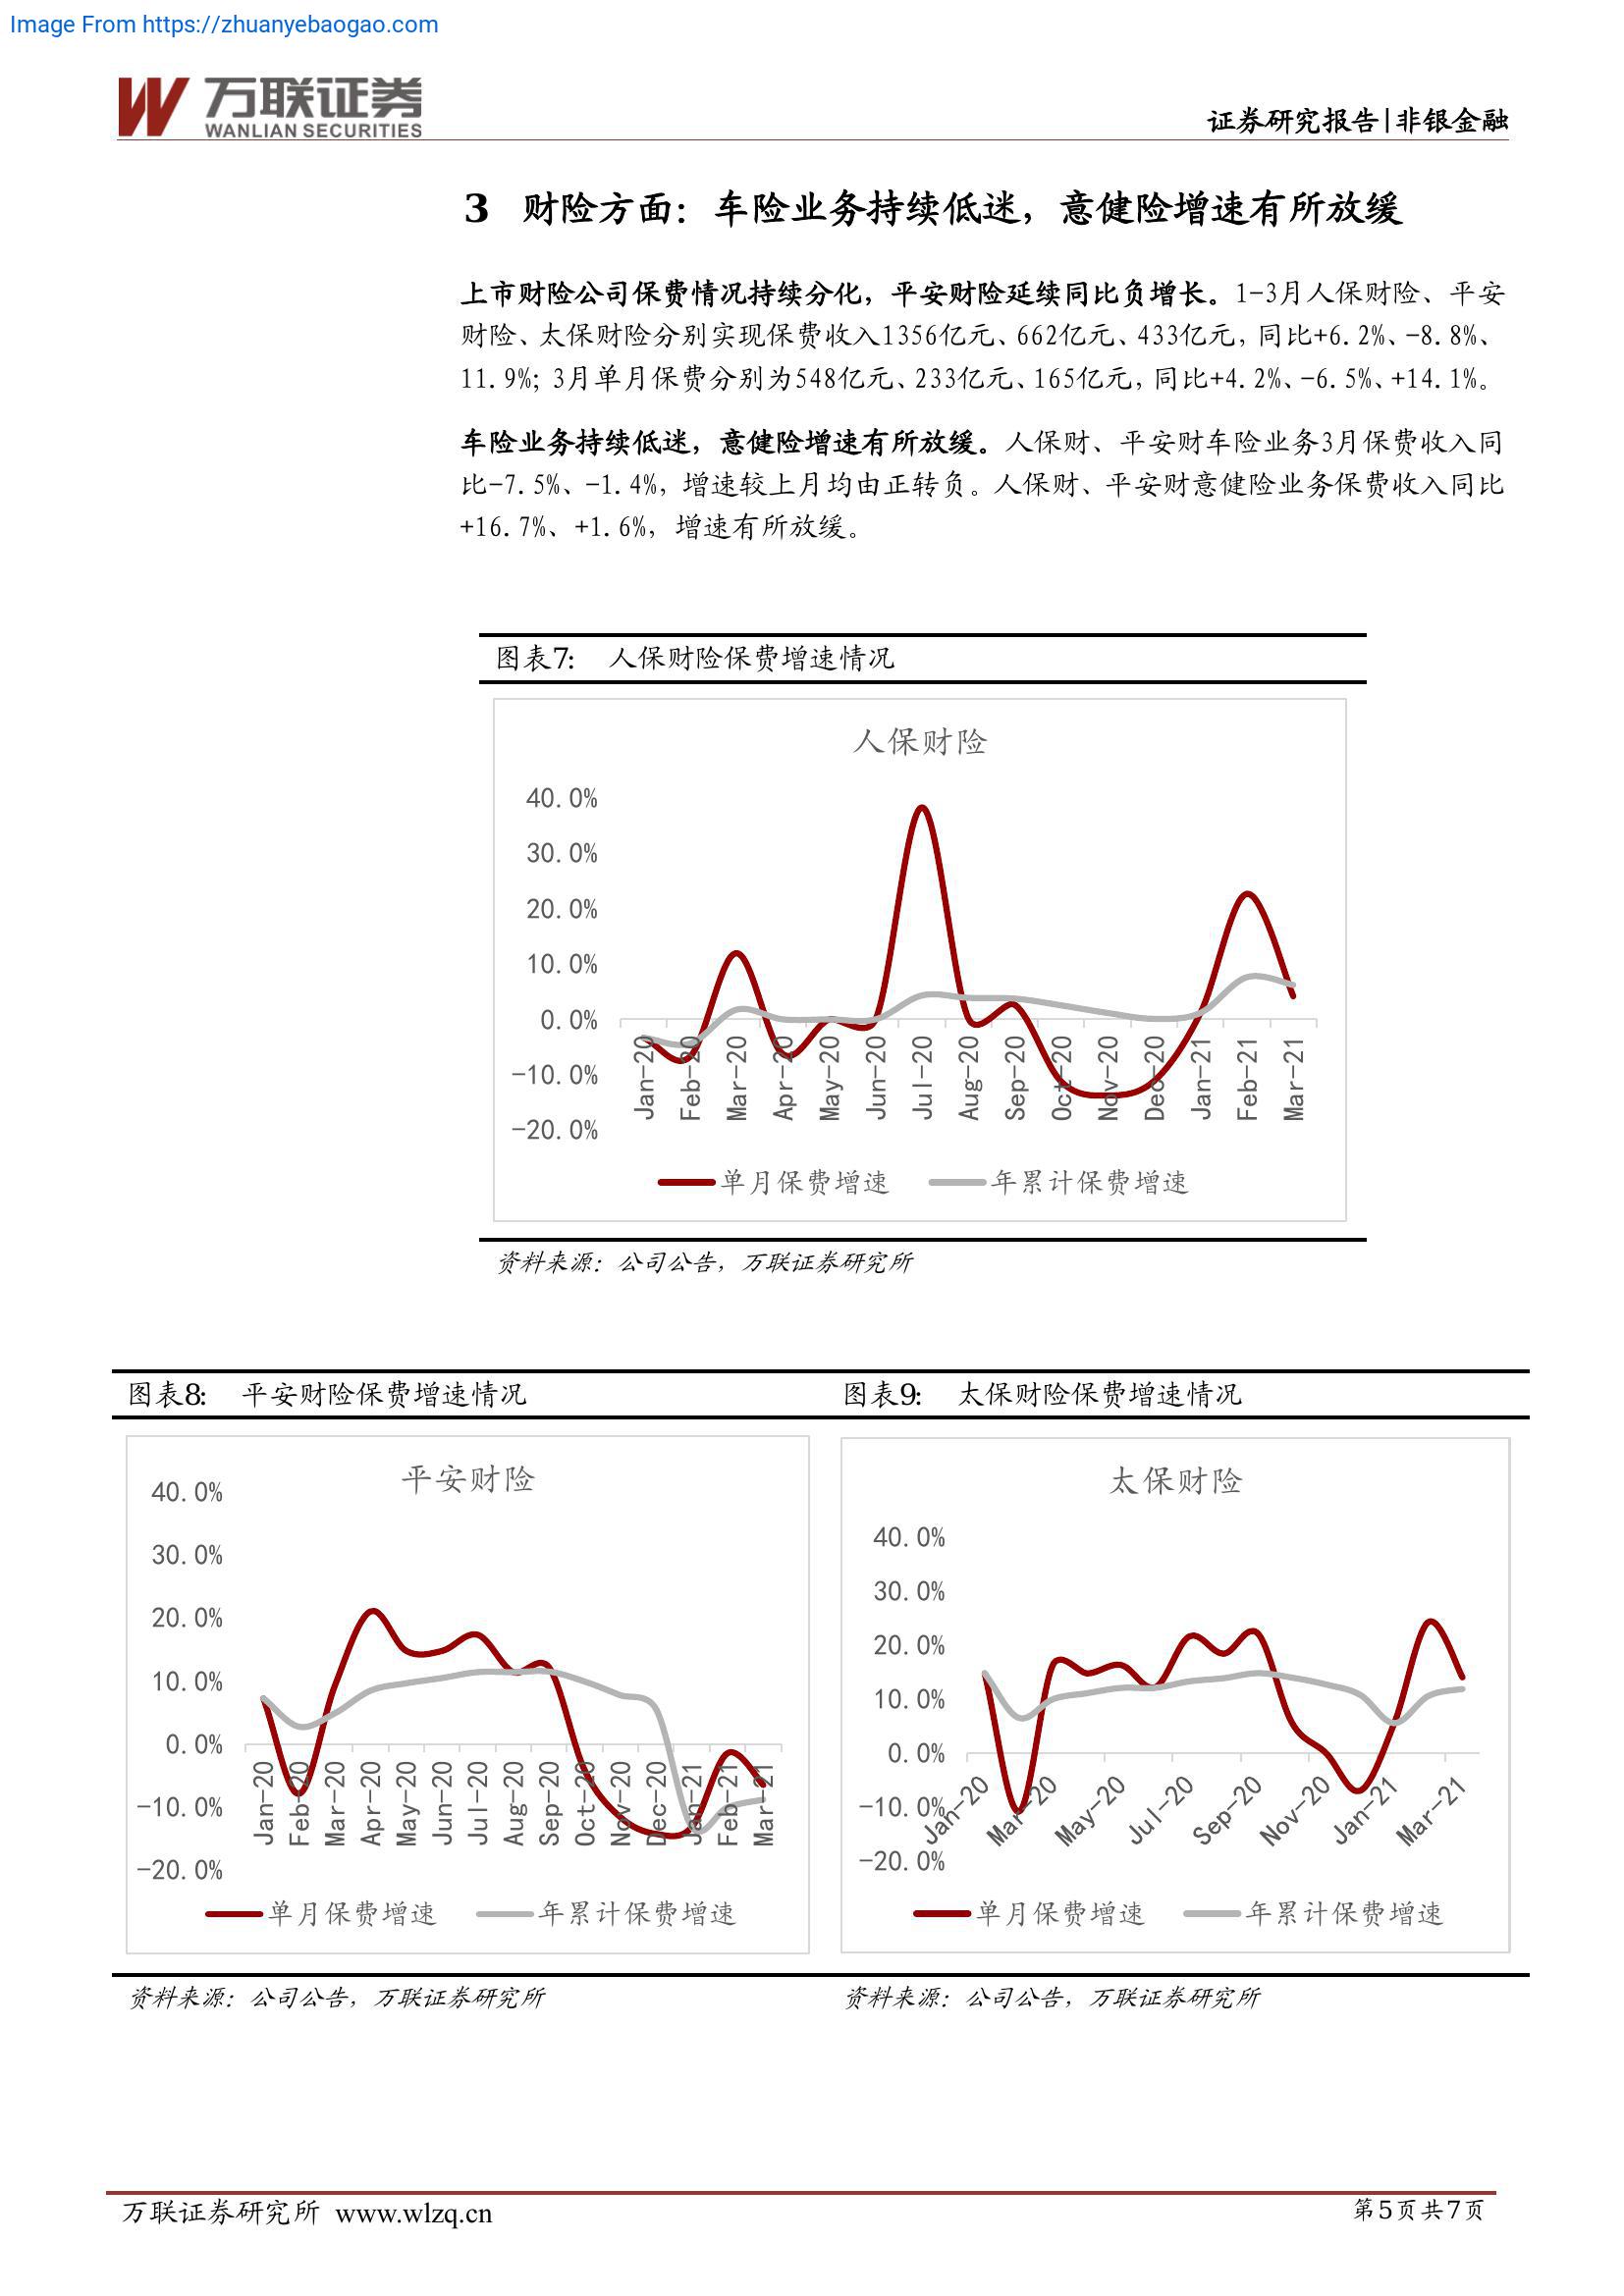 Image From https://zhuanyebaogao.com
万联证券
WANLIAN SECURITIES
证券研究报告|非银金融
3 财险方面：车险业务持续低迷，意健险增速有所放缓
上市财险公司保费情况持续分化，平安财险延续同比负增长。1-3月人保财险、平安
财险、太保财险分别实现保费收入1356亿元、662亿元、433亿元，同比+6.2%、-8.8%、
11.9%；3月单月保费分别为548亿元、233亿元、165亿元，同比+4.2%、-6.5%、+14.1%。
车险业务持续低迷，意健险增速有所放缓。人保财、平安财车险业务3月保费收入同
比-7.5%、-1.4%，增速较上月均由正转负。人保财、平安财意健险业务保费收入同比
+16.7%、+1.6%，增速有所放缓。
图表7: 人保财险保费增速情况
人保财险
40.0%
30.0%
20.0%
10.0%
0.0%
-10.0%
-20.0%
Jan-20
Feb-20
Mar-20
Apr-20
May-20
Jun-20
Jul-20
Aug-20
Sep-20
Oct-20
Nov-20
Dec-20
Jan-21
Feb-21
Mar-21
单月保费增速
年累计保费增速
资料来源：公司公告，万联证券研究所
图表8: 平安财险保费增速情况
平安财险
40.0%
30.0%
20.0%
10.0%
0.0%
-10.0%
-20.0%
Jan-20
Feb-20
Mar-20
Apr-20
May-20
Jun-20
Jul-20
Aug-20
Sep-20
Oct-20
Nov-20
Dec-20
Jan-21
Feb-21
Mar-21
单月保费增速
年累计保费增速
资料来源：公司公告，万联证券研究所
图表9: 太保财险保费增速情况
太保财险
40.0%
30.0%
20.0%
10.0%
0.0%
-10.0%
-20.0%
Jan-20
Mar-20
May-20
Jul-20
Sep-20
Nov-20
Jan-21
Mar-21
单月保费增速
年累计保费增速
资料来源：公司公告，万联证券研究所
万联证券研究所 www.wlzq.cn
第5页共7页